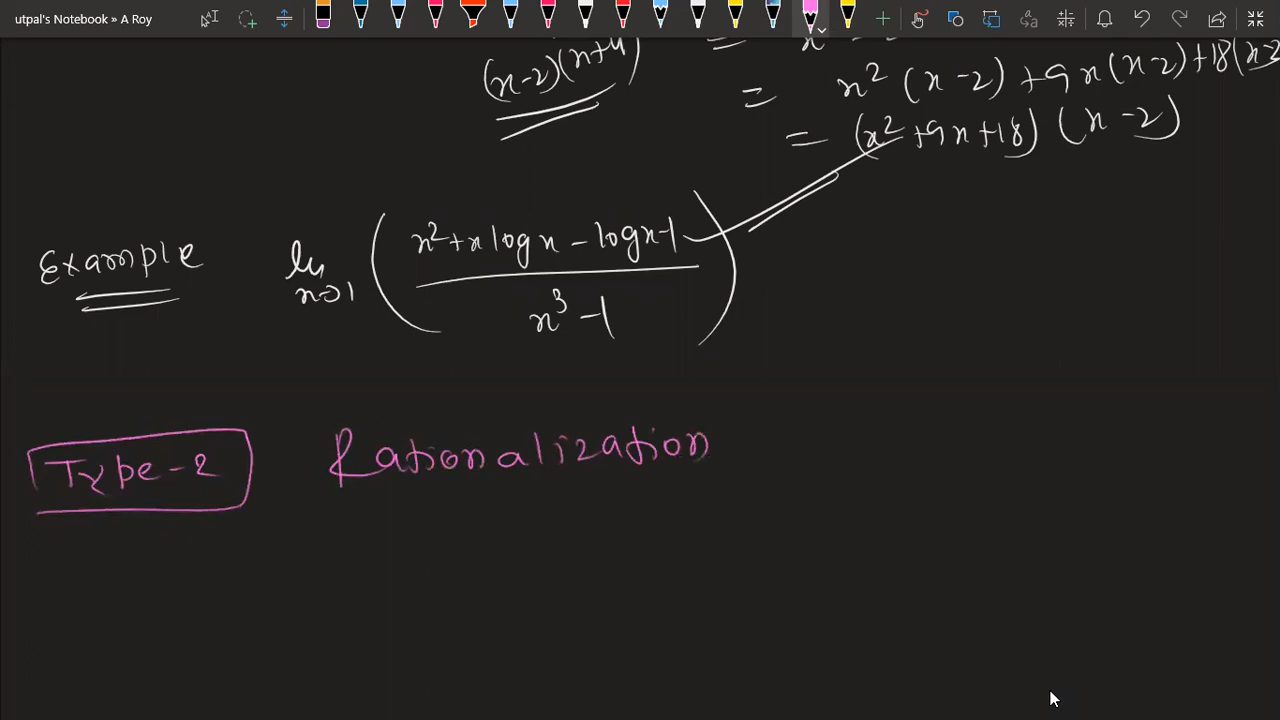 utpal's Notebook » A Roy
= x
(x-2)(x+4)
= x² (x-2) +9x(x-2)+18(x-2
= (x²+9x+18) (x-2)
Example lim x→1 ( x²+x log x - log x-1 / x³-1 )
Type-2 Rationalization